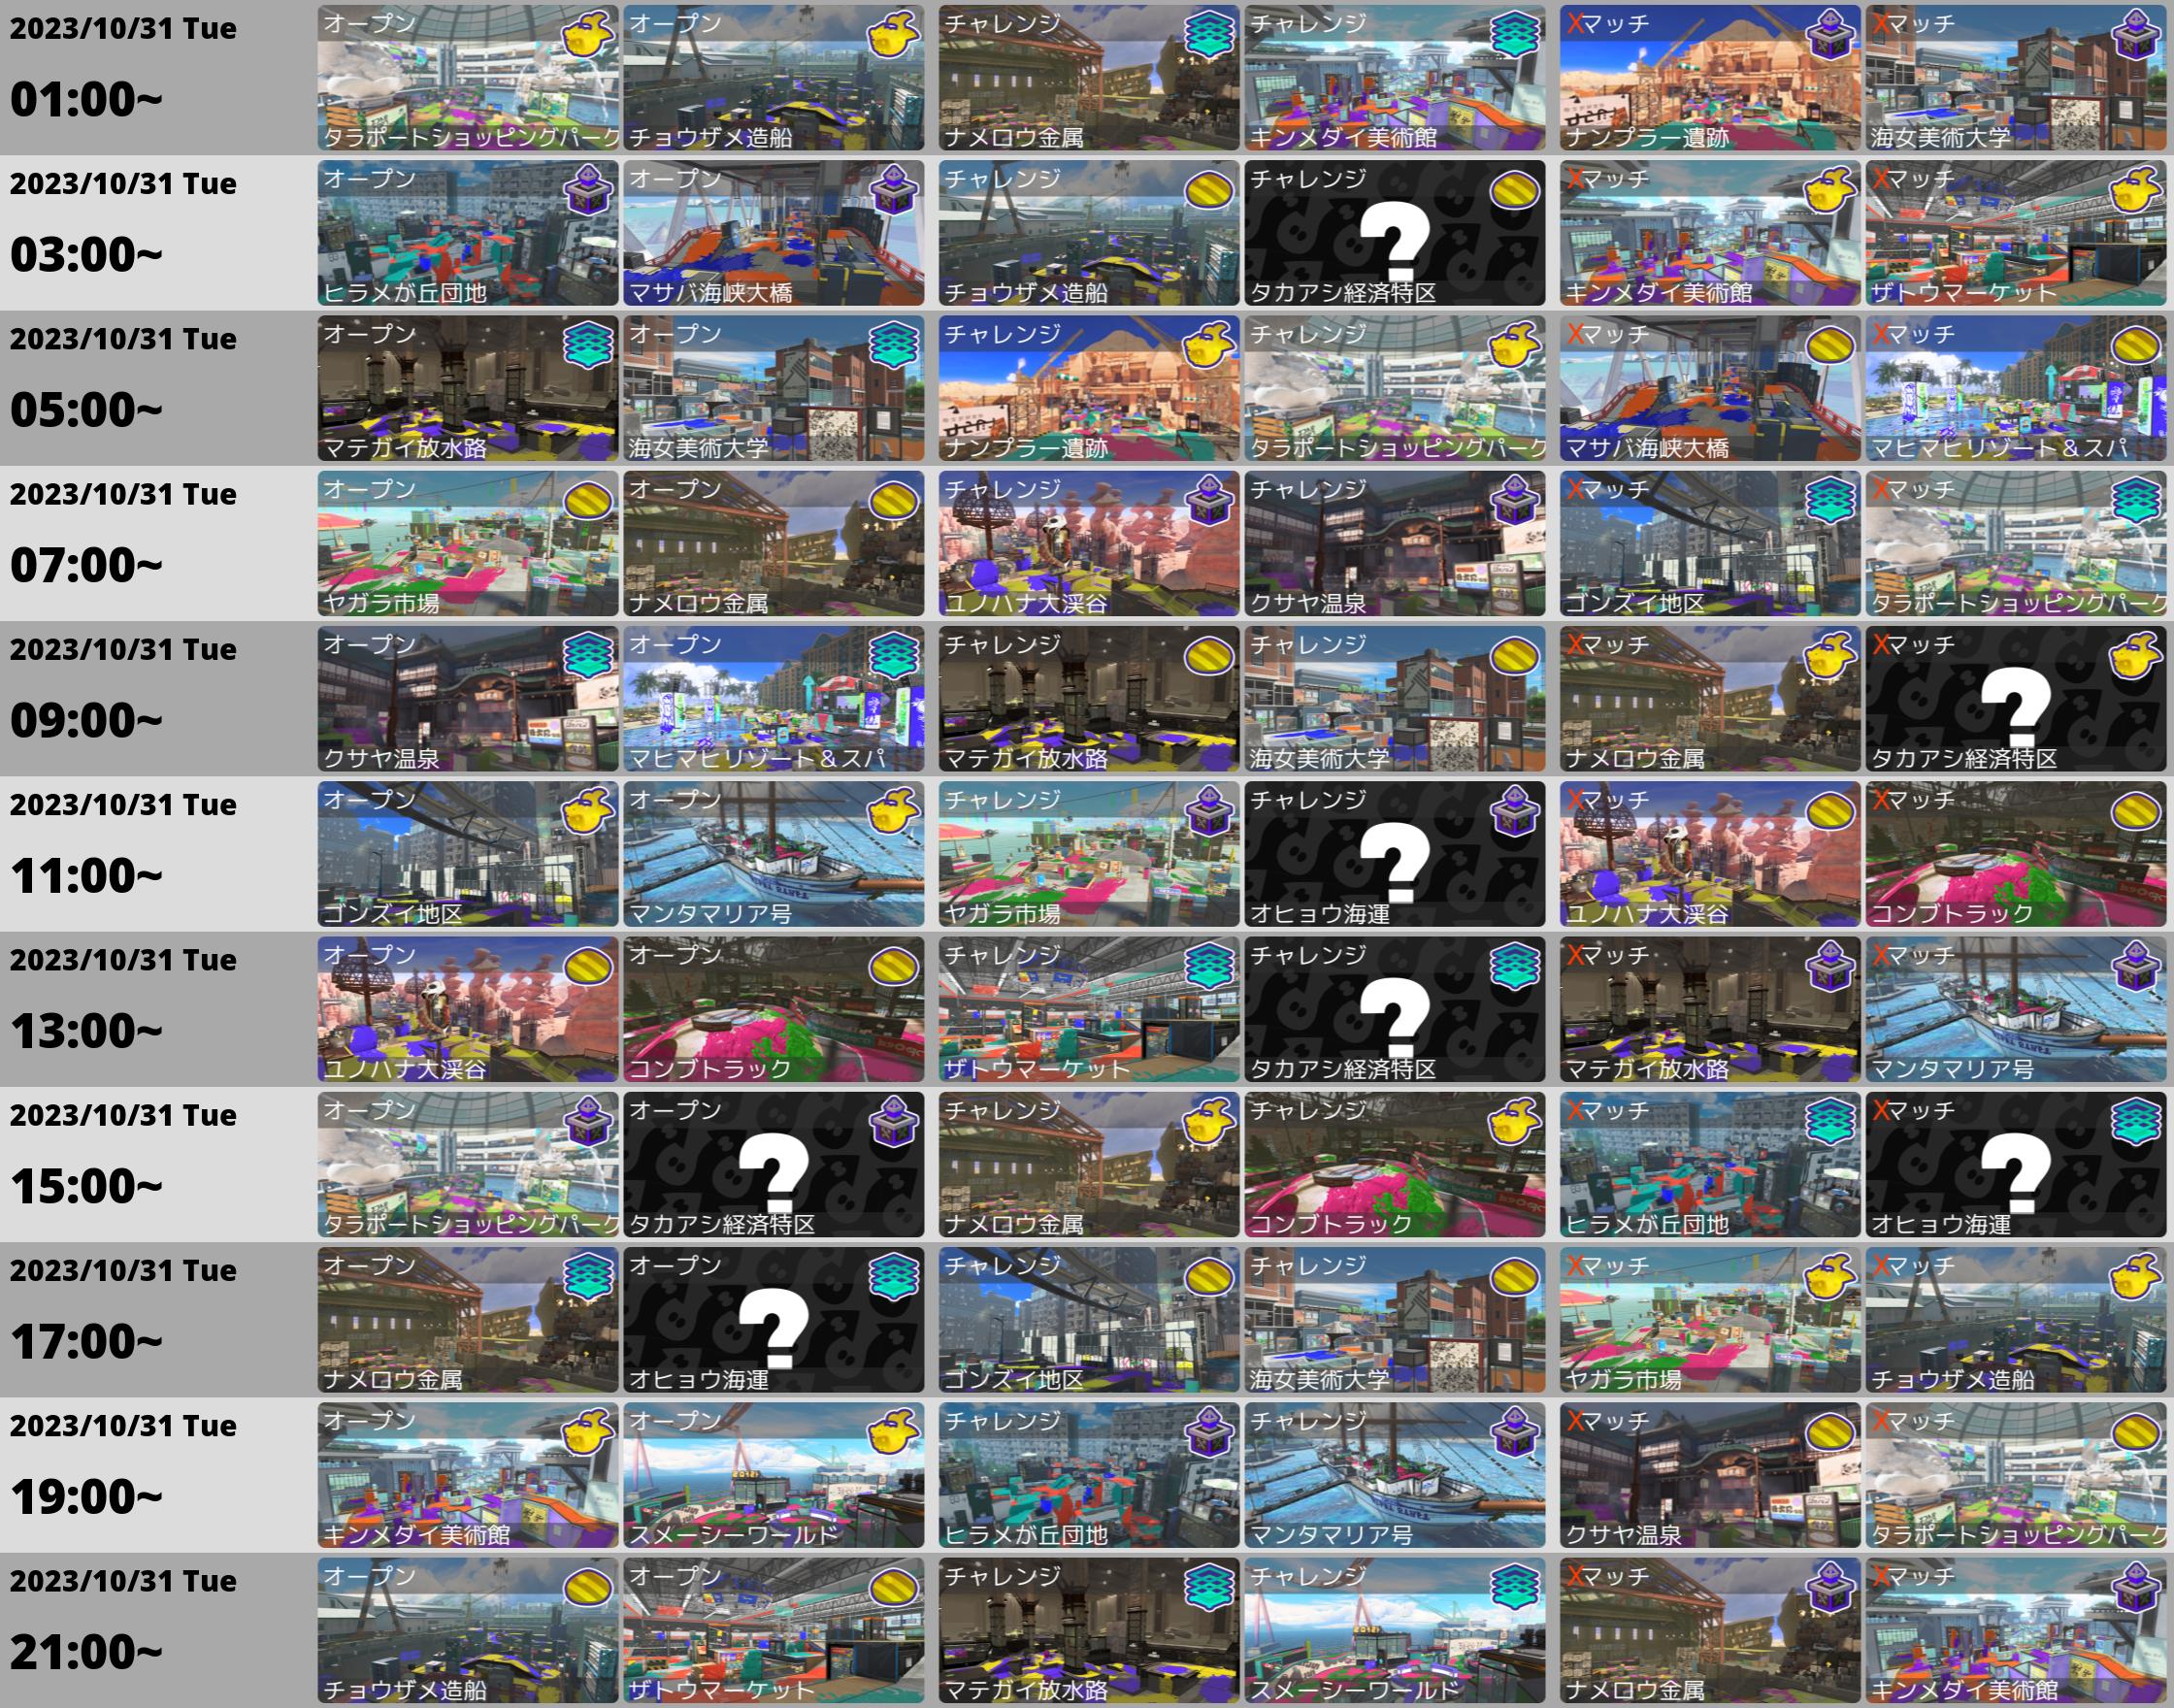 2023/10/31 Tue
01:00~
オープン
タラポートショッピングパーク
オープン
チョウザメ造船
チャレンジ
ナメロウ金属
チャレンジ
キンメダイ美術館
Xマッチ
ナンプラー遺跡
Xマッチ
海女美術大学
2023/10/31 Tue
03:00~
オープン
ヒラメが丘団地
オープン
マサバ海峡大橋
チャレンジ
チョウザメ造船
チャレンジ
?
タカアシ経済特区
Xマッチ
キンメダイ美術館
Xマッチ
ザトウマーケット
2023/10/31 Tue
05:00~
オープン
マテガイ放水路
オープン
海女美術大学
チャレンジ
ナンプラー遺跡
チャレンジ
タラポートショッピングパーク
Xマッチ
マサバ海峡大橋
Xマッチ
マヒマヒリゾート＆スパ
2023/10/31 Tue
07:00~
オープン
ヤガラ市場
オープン
ナメロウ金属
チャレンジ
ユノハナ大渓谷
チャレンジ
クサヤ温泉
Xマッチ
ゴンズイ地区
Xマッチ
タラポートショッピングパーク
2023/10/31 Tue
09:00~
オープン
クサヤ温泉
オープン
マヒマヒリゾート＆スパ
チャレンジ
マテガイ放水路
チャレンジ
海女美術大学
Xマッチ
ナメロウ金属
Xマッチ
?
タカアシ経済特区
2023/10/31 Tue
11:00~
オープン
ゴンズイ地区
オープン
マンタマリア号
チャレンジ
ヤガラ市場
チャレンジ
?
オヒョウ海運
Xマッチ
ユノハナ大渓谷
Xマッチ
コンブトラック
2023/10/31 Tue
13:00~
オープン
ユノハナ大渓谷
オープン
コンブトラック
チャレンジ
ザトウマーケット
チャレンジ
?
タカアシ経済特区
Xマッチ
マテガイ放水路
Xマッチ
マンタマリア号
2023/10/31 Tue
15:00~
オープン
タラポートショッピングパーク
オープン
?
タカアシ経済特区
チャレンジ
ナメロウ金属
チャレンジ
コンブトラック
Xマッチ
ヒラメが丘団地
Xマッチ
?
オヒョウ海運
2023/10/31 Tue
17:00~
オープン
ナメロウ金属
オープン
?
オヒョウ海運
チャレンジ
ゴンズイ地区
チャレンジ
海女美術大学
Xマッチ
ヤガラ市場
Xマッチ
チョウザメ造船
2023/10/31 Tue
19:00~
オープン
キンメダイ美術館
オープン
スメーシーワールド
チャレンジ
ヒラメが丘団地
チャレンジ
マンタマリア号
Xマッチ
クサヤ温泉
Xマッチ
タラポートショッピングパーク
2023/10/31 Tue
21:00~
オープン
チョウザメ造船
オープン
ザトウマーケット
チャレンジ
マテガイ放水路
チャレンジ
スメーシーワールド
Xマッチ
ナメロウ金属
Xマッチ
キンメダイ美術館